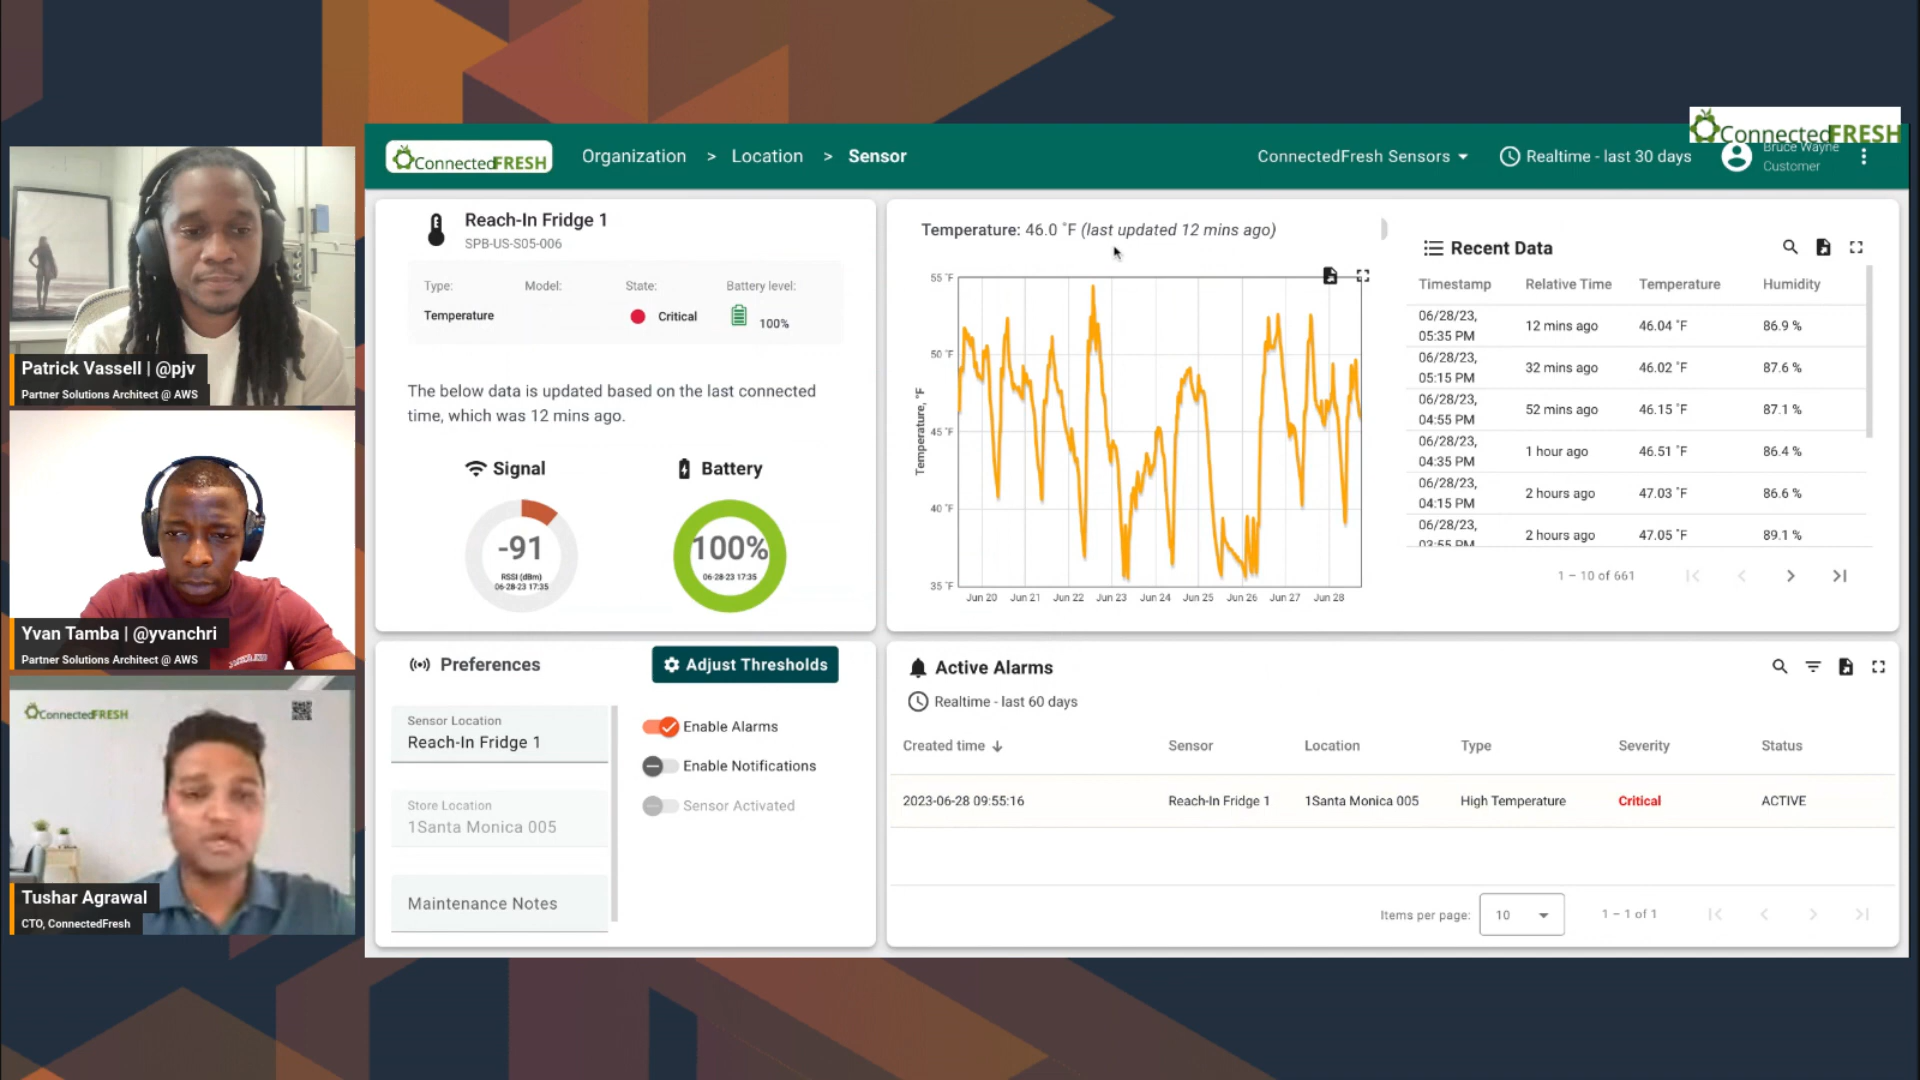 ConnectedFRESH
ConnectedFRESH
Organization > Location > Sensor
ConnectedFresh Sensors
Realtime - last 30 days
Bruce Wayne
Customer
Patrick Vassell | @pjv
Partner Solutions Architect @ AWS
Yvan Tamba | @yvanchri
Partner Solutions Architect @ AWS
ConnectedFRESH
Tushar Agrawal
CTO, ConnectedFresh
Reach-In Fridge 1
SPB-US-S05-006
Type: Model: State: Battery level:
Temperature Critical 100%
The below data is updated based on the last connected
time, which was 12 mins ago.
Signal
-91
RSSI (dBm)
06-28-23 17:35
Battery
100%
06-28-23 17:35
Temperature: 46.0 °F (last updated 12 mins ago)
Temperature, °F
55 °F
50 °F
45 °F
40 °F
35 °F
Jun 20 Jun 21 Jun 22 Jun 23 Jun 24 Jun 25 Jun 26 Jun 27 Jun 28
Recent Data
Timestamp Relative Time Temperature Humidity
06/28/23,
05:35 PM 12 mins ago 46.04 °F 86.9 %
06/28/23,
05:15 PM 32 mins ago 46.02 °F 87.6 %
06/28/23,
04:55 PM 52 mins ago 46.15 °F 87.1 %
06/28/23,
04:35 PM 1 hour ago 46.51 °F 86.4 %
06/28/23,
04:15 PM 2 hours ago 47.03 °F 86.6 %
06/28/23,
03:55 PM 2 hours ago 47.05 °F 89.1 %
1 – 10 of 661
Preferences
Adjust Thresholds
Sensor Location
Reach-In Fridge 1
Store Location
1Santa Monica 005
Maintenance Notes
Enable Alarms
Enable Notifications
Sensor Activated
Active Alarms
Realtime - last 60 days
Created time Sensor Location Type Severity Status
2023-06-28 09:55:16 Reach-In Fridge 1 1Santa Monica 005 High Temperature Critical ACTIVE
Items per page: 10 1 – 1 of 1